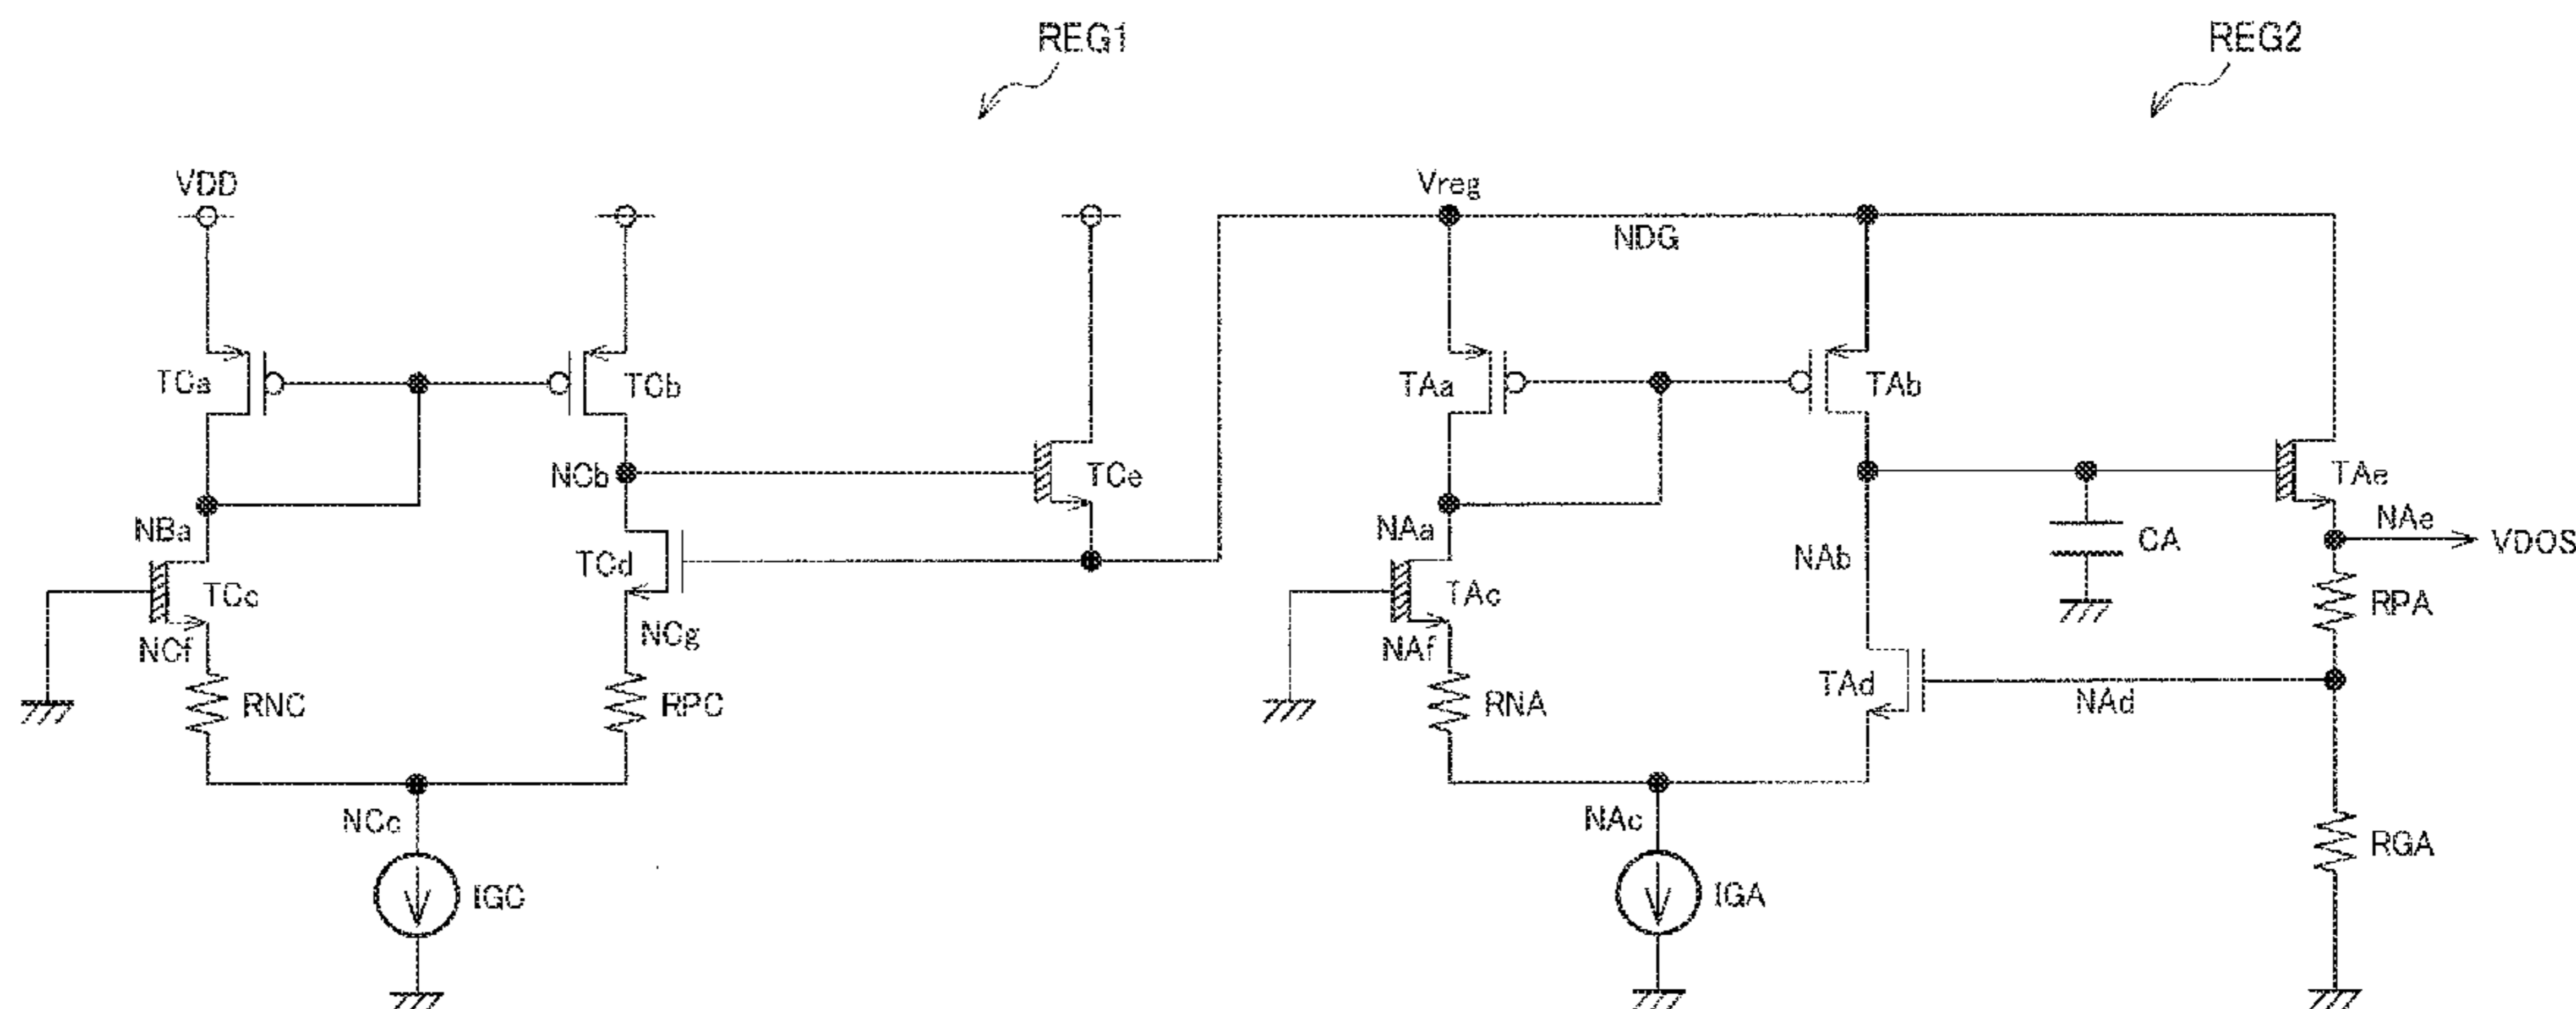 REG1
REG2
VDD
Vreg
NDG
TCa
TCb
TAa
TAb
NCb
TCe
TAe
NBa
TCd
NAa
NAb
CA
NAe
VDOS
TCc
TAc
RPA
NCf
NCg
NAf
TAd
NAd
RNC
RPC
RNA
NCc
NAc
RGA
IGC
IGA